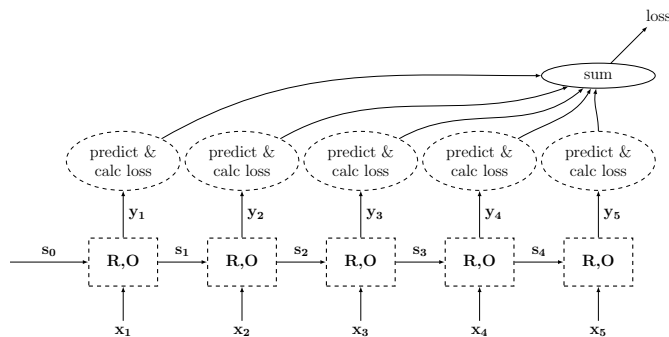 loss
sum
predict &
calc loss
predict &
calc loss
predict &
calc loss
predict &
calc loss
predict &
calc loss
y₁ y₂ y₃ y₄ y₅
s₀ R,O s₁ R,O s₂ R,O s₃ R,O s₄ R,O
x₁ x₂ x₃ x₄ x₅